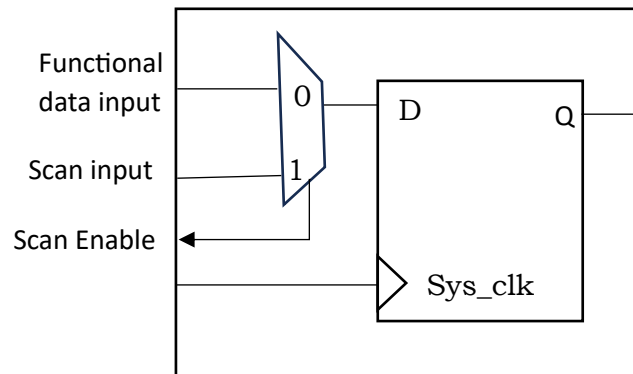 Functional
data input
0
D
Q
Scan input
1
Scan Enable
Sys_clk